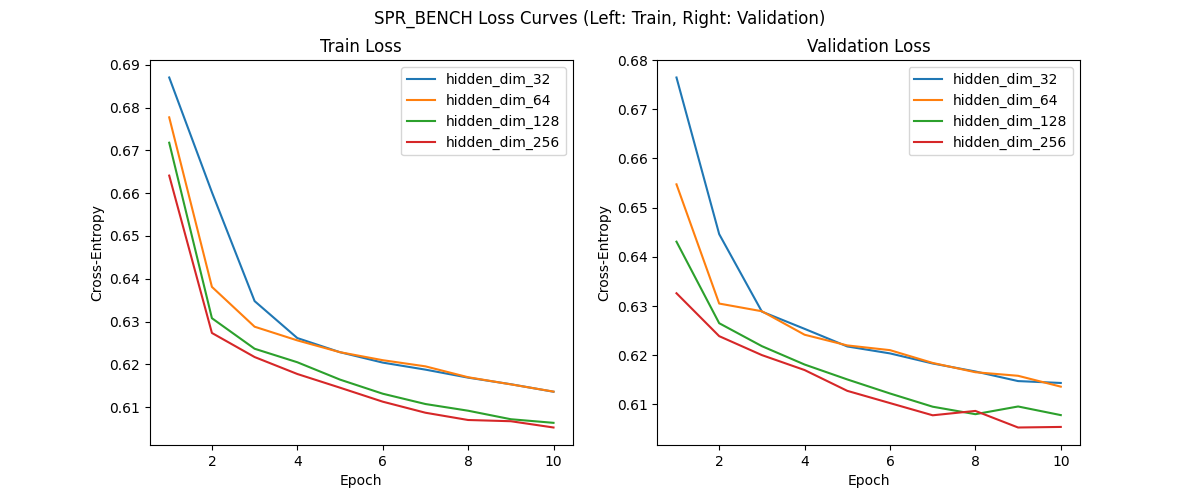 SPR_BENCH Loss Curves (Left: Train, Right: Validation)
Train Loss
0.69
0.68
0.67
0.66
0.65
0.64
0.63
0.62
0.61
Cross-Entropy
hidden_dim_32
hidden_dim_64
hidden_dim_128
hidden_dim_256
2
4
6
8
10
Epoch
Validation Loss
0.68
0.67
0.66
0.65
0.64
0.63
0.62
0.61
Cross-Entropy
hidden_dim_32
hidden_dim_64
hidden_dim_128
hidden_dim_256
2
4
6
8
10
Epoch